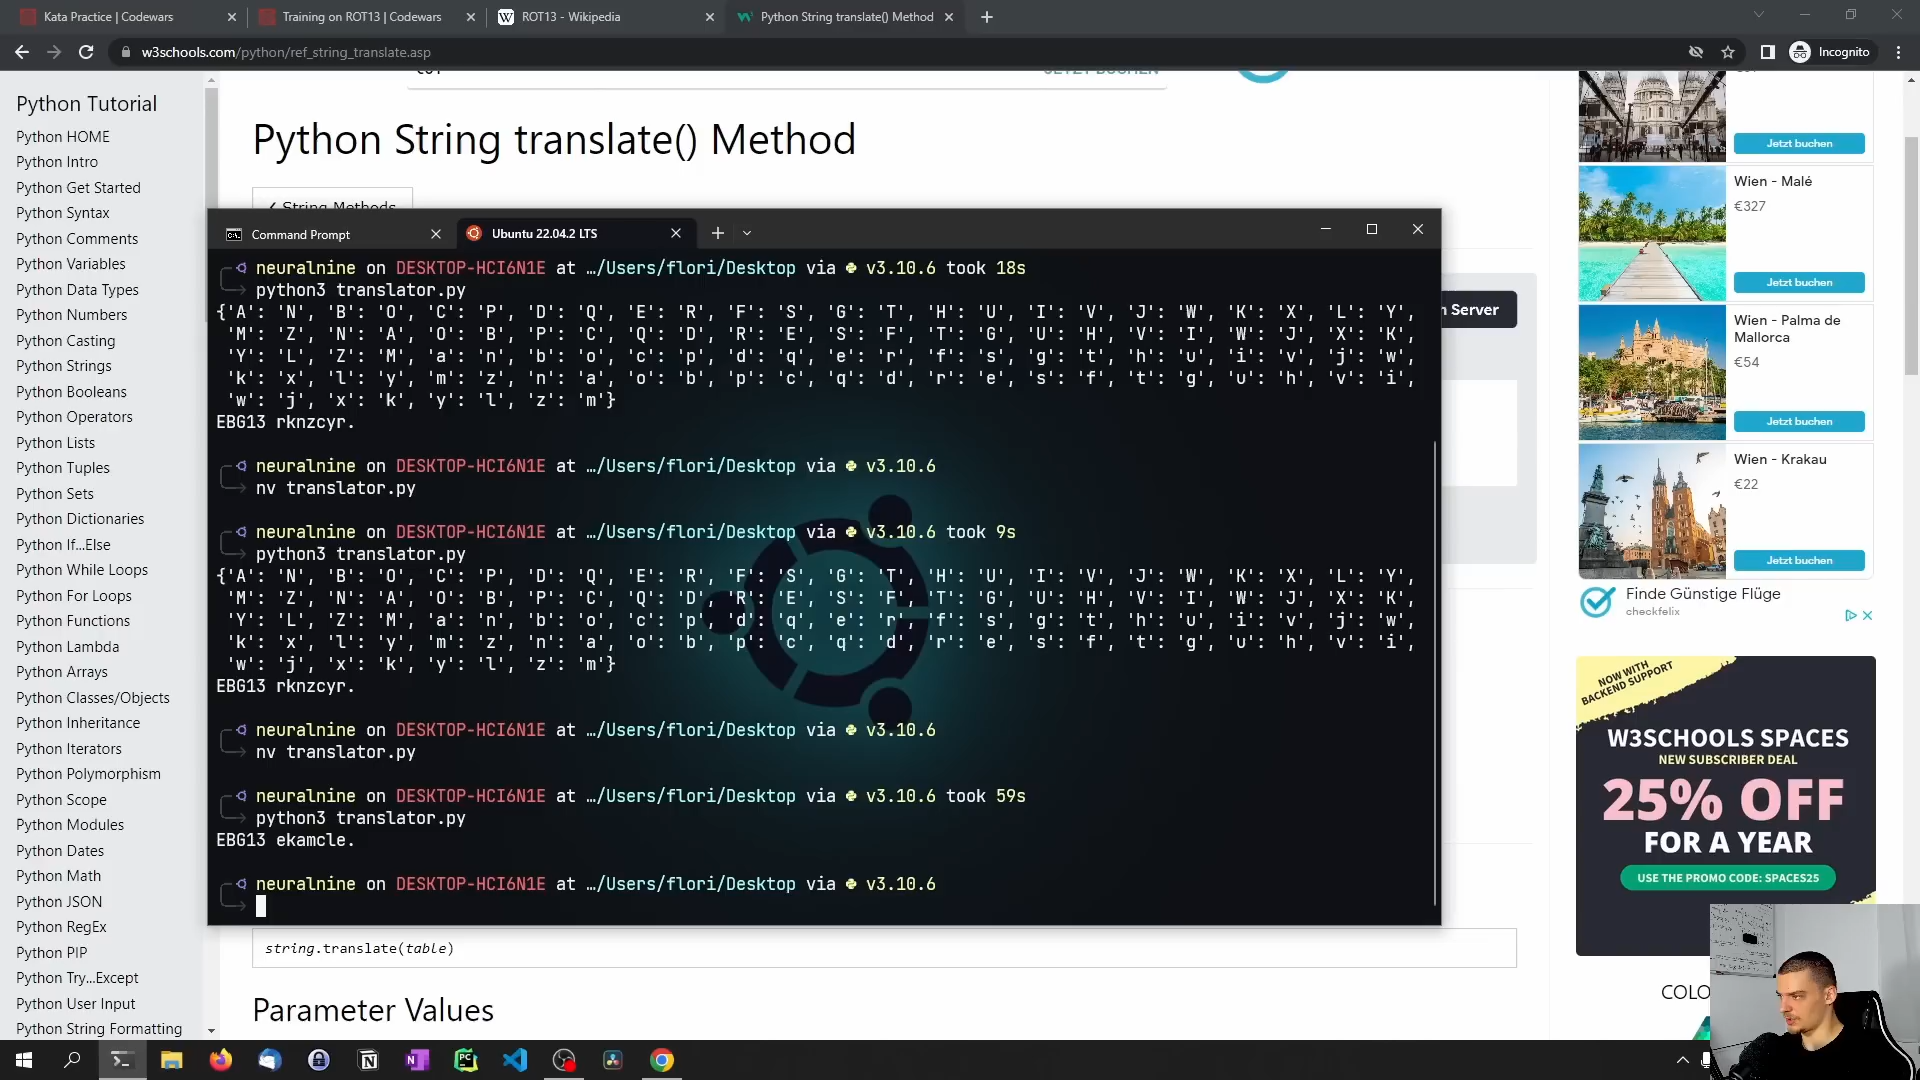 Kata Practice | Codewars
Training on ROT13 | Codewars
ROT13 - Wikipedia
Python String translate() Method
w3schools.com/python/ref_string_translate.asp
Incognito
Python Tutorial
Python HOME
Python Intro
Python Get Started
Python Syntax
Python Comments
Python Variables
Python Data Types
Python Numbers
Python Casting
Python Strings
Python Booleans
Python Operators
Python Lists
Python Tuples
Python Sets
Python Dictionaries
Python If...Else
Python While Loops
Python For Loops
Python Functions
Python Lambda
Python Arrays
Python Classes/Objects
Python Inheritance
Python Iterators
Python Polymorphism
Python Scope
Python Modules
Python Dates
Python Math
Python JSON
Python RegEx
Python PIP
Python Try...Except
Python User Input
Python String Formatting
JETZT BUCHEN
Python String translate() Method
❮ String Methods
Command Prompt
Ubuntu 22.04.2 LTS
neuralnine on DESKTOP-HCI6N1E at …/Users/flori/Desktop via v3.10.6 took 18s
python3 translator.py
{'A': 'N', 'B': 'O', 'C': 'P', 'D': 'Q', 'E': 'R', 'F': 'S', 'G': 'T', 'H': 'U', 'I': 'V', 'J': 'W', 'K': 'X', 'L': 'Y',
'M': 'Z', 'N': 'A', 'O': 'B', 'P': 'C', 'Q': 'D', 'R': 'E', 'S': 'F', 'T': 'G', 'U': 'H', 'V': 'I', 'W': 'J', 'X': 'K',
'Y': 'L', 'Z': 'M', 'a': 'n', 'b': 'o', 'c': 'p', 'd': 'q', 'e': 'r', 'f': 's', 'g': 't', 'h': 'u', 'i': 'v', 'j': 'w',
'k': 'x', 'l': 'y', 'm': 'z', 'n': 'a', 'o': 'b', 'p': 'c', 'q': 'd', 'r': 'e', 's': 'f', 't': 'g', 'u': 'h', 'v': 'i',
'w': 'j', 'x': 'k', 'y': 'l', 'z': 'm'}
EBG13 rknzcyr.
neuralnine on DESKTOP-HCI6N1E at …/Users/flori/Desktop via v3.10.6
nv translator.py
neuralnine on DESKTOP-HCI6N1E at …/Users/flori/Desktop via v3.10.6 took 9s
python3 translator.py
{'A': 'N', 'B': 'O', 'C': 'P', 'D': 'Q', 'E': 'R', 'F': 'S', 'G': 'T', 'H': 'U', 'I': 'V', 'J': 'W', 'K': 'X', 'L': 'Y',
'M': 'Z', 'N': 'A', 'O': 'B', 'P': 'C', 'Q': 'D', 'R': 'E', 'S': 'F', 'T': 'G', 'U': 'H', 'V': 'I', 'W': 'J', 'X': 'K',
'Y': 'L', 'Z': 'M', 'a': 'n', 'b': 'o', 'c': 'p', 'd': 'q', 'e': 'r', 'f': 's', 'g': 't', 'h': 'u', 'i': 'v', 'j': 'w',
'k': 'x', 'l': 'y', 'm': 'z', 'n': 'a', 'o': 'b', 'p': 'c', 'q': 'd', 'r': 'e', 's': 'f', 't': 'g', 'u': 'h', 'v': 'i',
'w': 'j', 'x': 'k', 'y': 'l', 'z': 'm'}
EBG13 rknzcyr.
neuralnine on DESKTOP-HCI6N1E at …/Users/flori/Desktop via v3.10.6
nv translator.py
neuralnine on DESKTOP-HCI6N1E at …/Users/flori/Desktop via v3.10.6 took 59s
python3 translator.py
EBG13 ekamcle.
neuralnine on DESKTOP-HCI6N1E at …/Users/flori/Desktop via v3.10.6
Server
string.translate(table)
Parameter Values
Jetzt buchen
Wien - Malé
€327
Jetzt buchen
Wien - Palma de
Mallorca
€54
Jetzt buchen
Wien - Krakau
€22
Jetzt buchen
Finde Günstige Flüge
checkfelix
NOW WITH
BACKEND SUPPORT
W3SCHOOLS SPACES
NEW SUBSCRIBER DEAL
25% OFF
FOR A YEAR
USE THE PROMO CODE: SPACES25
COLO